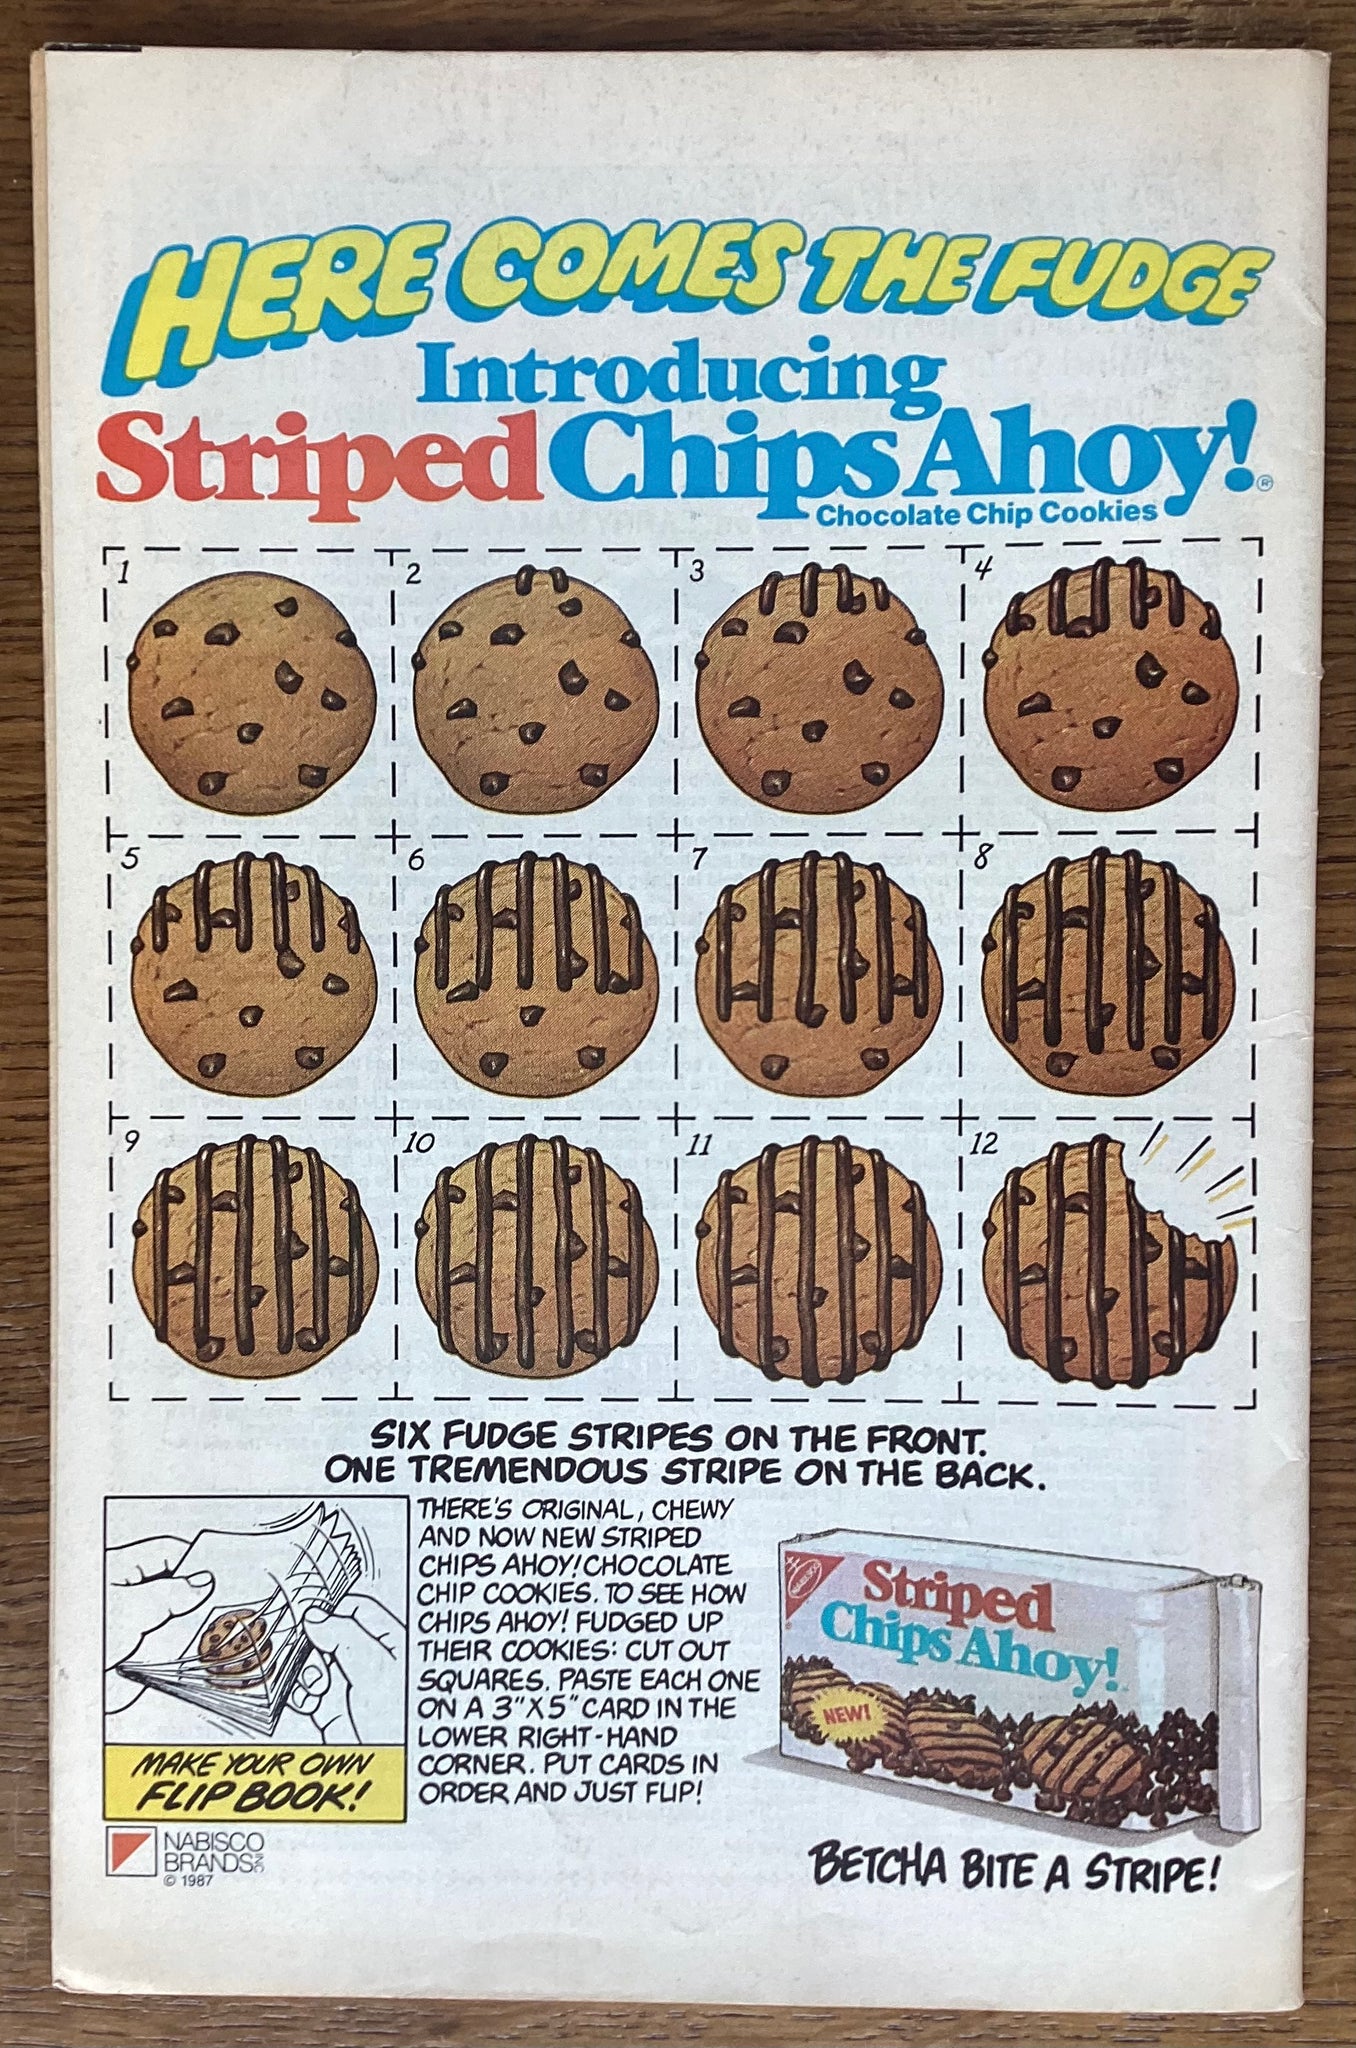 HERE COMES THE FUDGE
Introducing
Striped Chips Ahoy!®
Chocolate Chip Cookies
1 2 3 4
5 6 7 8
9 10 11 12
SIX FUDGE STRIPES ON THE FRONT.
ONE TREMENDOUS STRIPE ON THE BACK.
THERE'S ORIGINAL, CHEWY
AND NOW NEW STRIPED
CHIPS AHOY! CHOCOLATE
CHIP COOKIES. TO SEE HOW
CHIPS AHOY! FUDGED UP
THEIR COOKIES: CUT OUT
SQUARES. PASTE EACH ONE
ON A 3"X5" CARD IN THE
LOWER RIGHT-HAND
CORNER. PUT CARDS IN
ORDER AND JUST FLIP!
MAKE YOUR OWN
FLIP BOOK!
NABISCO
Striped
Chips Ahoy!
NEW!
NABISCO
BRANDS INC
© 1987
BETCHA BITE A STRIPE!